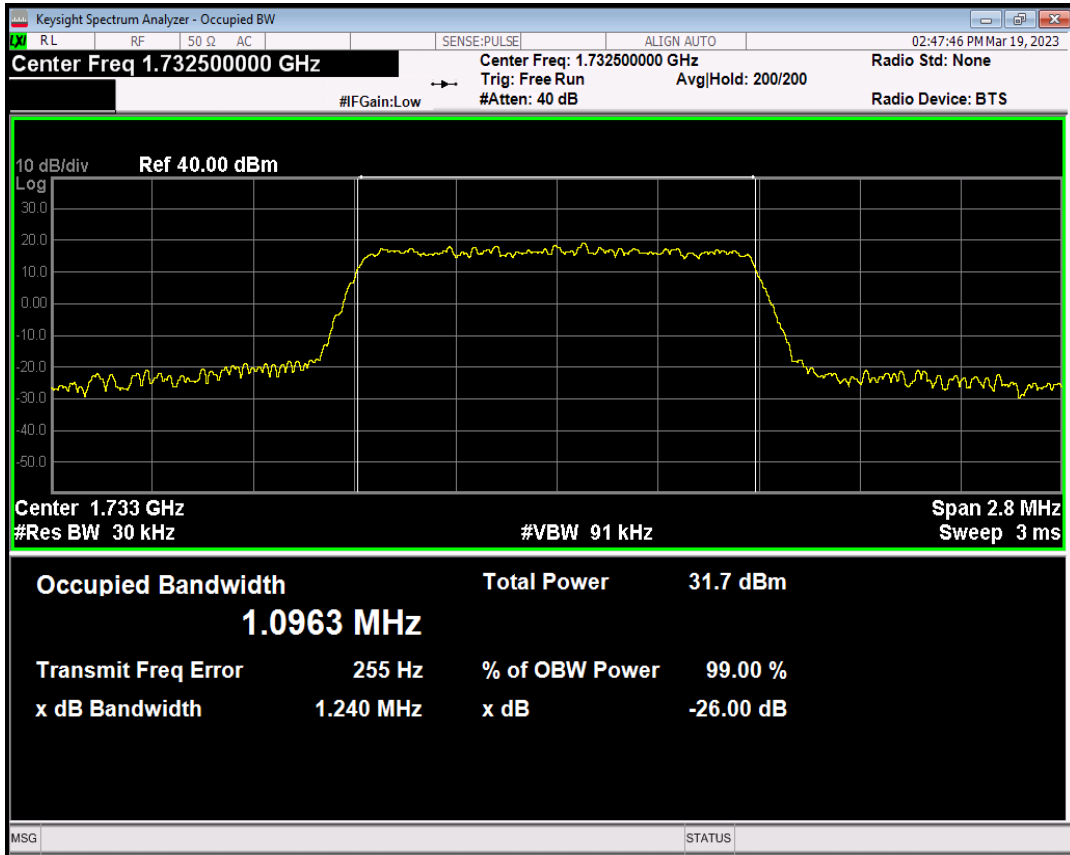 Keysight Spectrum Analyzer - Occupied BW
LXI RL RF 50 Ω AC SENSE:PULSE ALIGN AUTO 02:47:46 PM Mar 19, 2023
Center Freq 1.732500000 GHz Center Freq: 1.732500000 GHz Radio Std: None
Trig: Free Run Avg|Hold: 200/200
#IFGain:Low #Atten: 40 dB Radio Device: BTS
10 dB/div Ref 40.00 dBm
Log
30.0
20.0
10.0
0.00
-10.0
-20.0
-30.0
-40.0
-50.0
Center 1.733 GHz Span 2.8 MHz
#Res BW 30 kHz #VBW 91 kHz Sweep 3 ms
Occupied Bandwidth Total Power 31.7 dBm
1.0963 MHz
Transmit Freq Error 255 Hz % of OBW Power 99.00 %
x dB Bandwidth 1.240 MHz x dB -26.00 dB
MSG STATUS